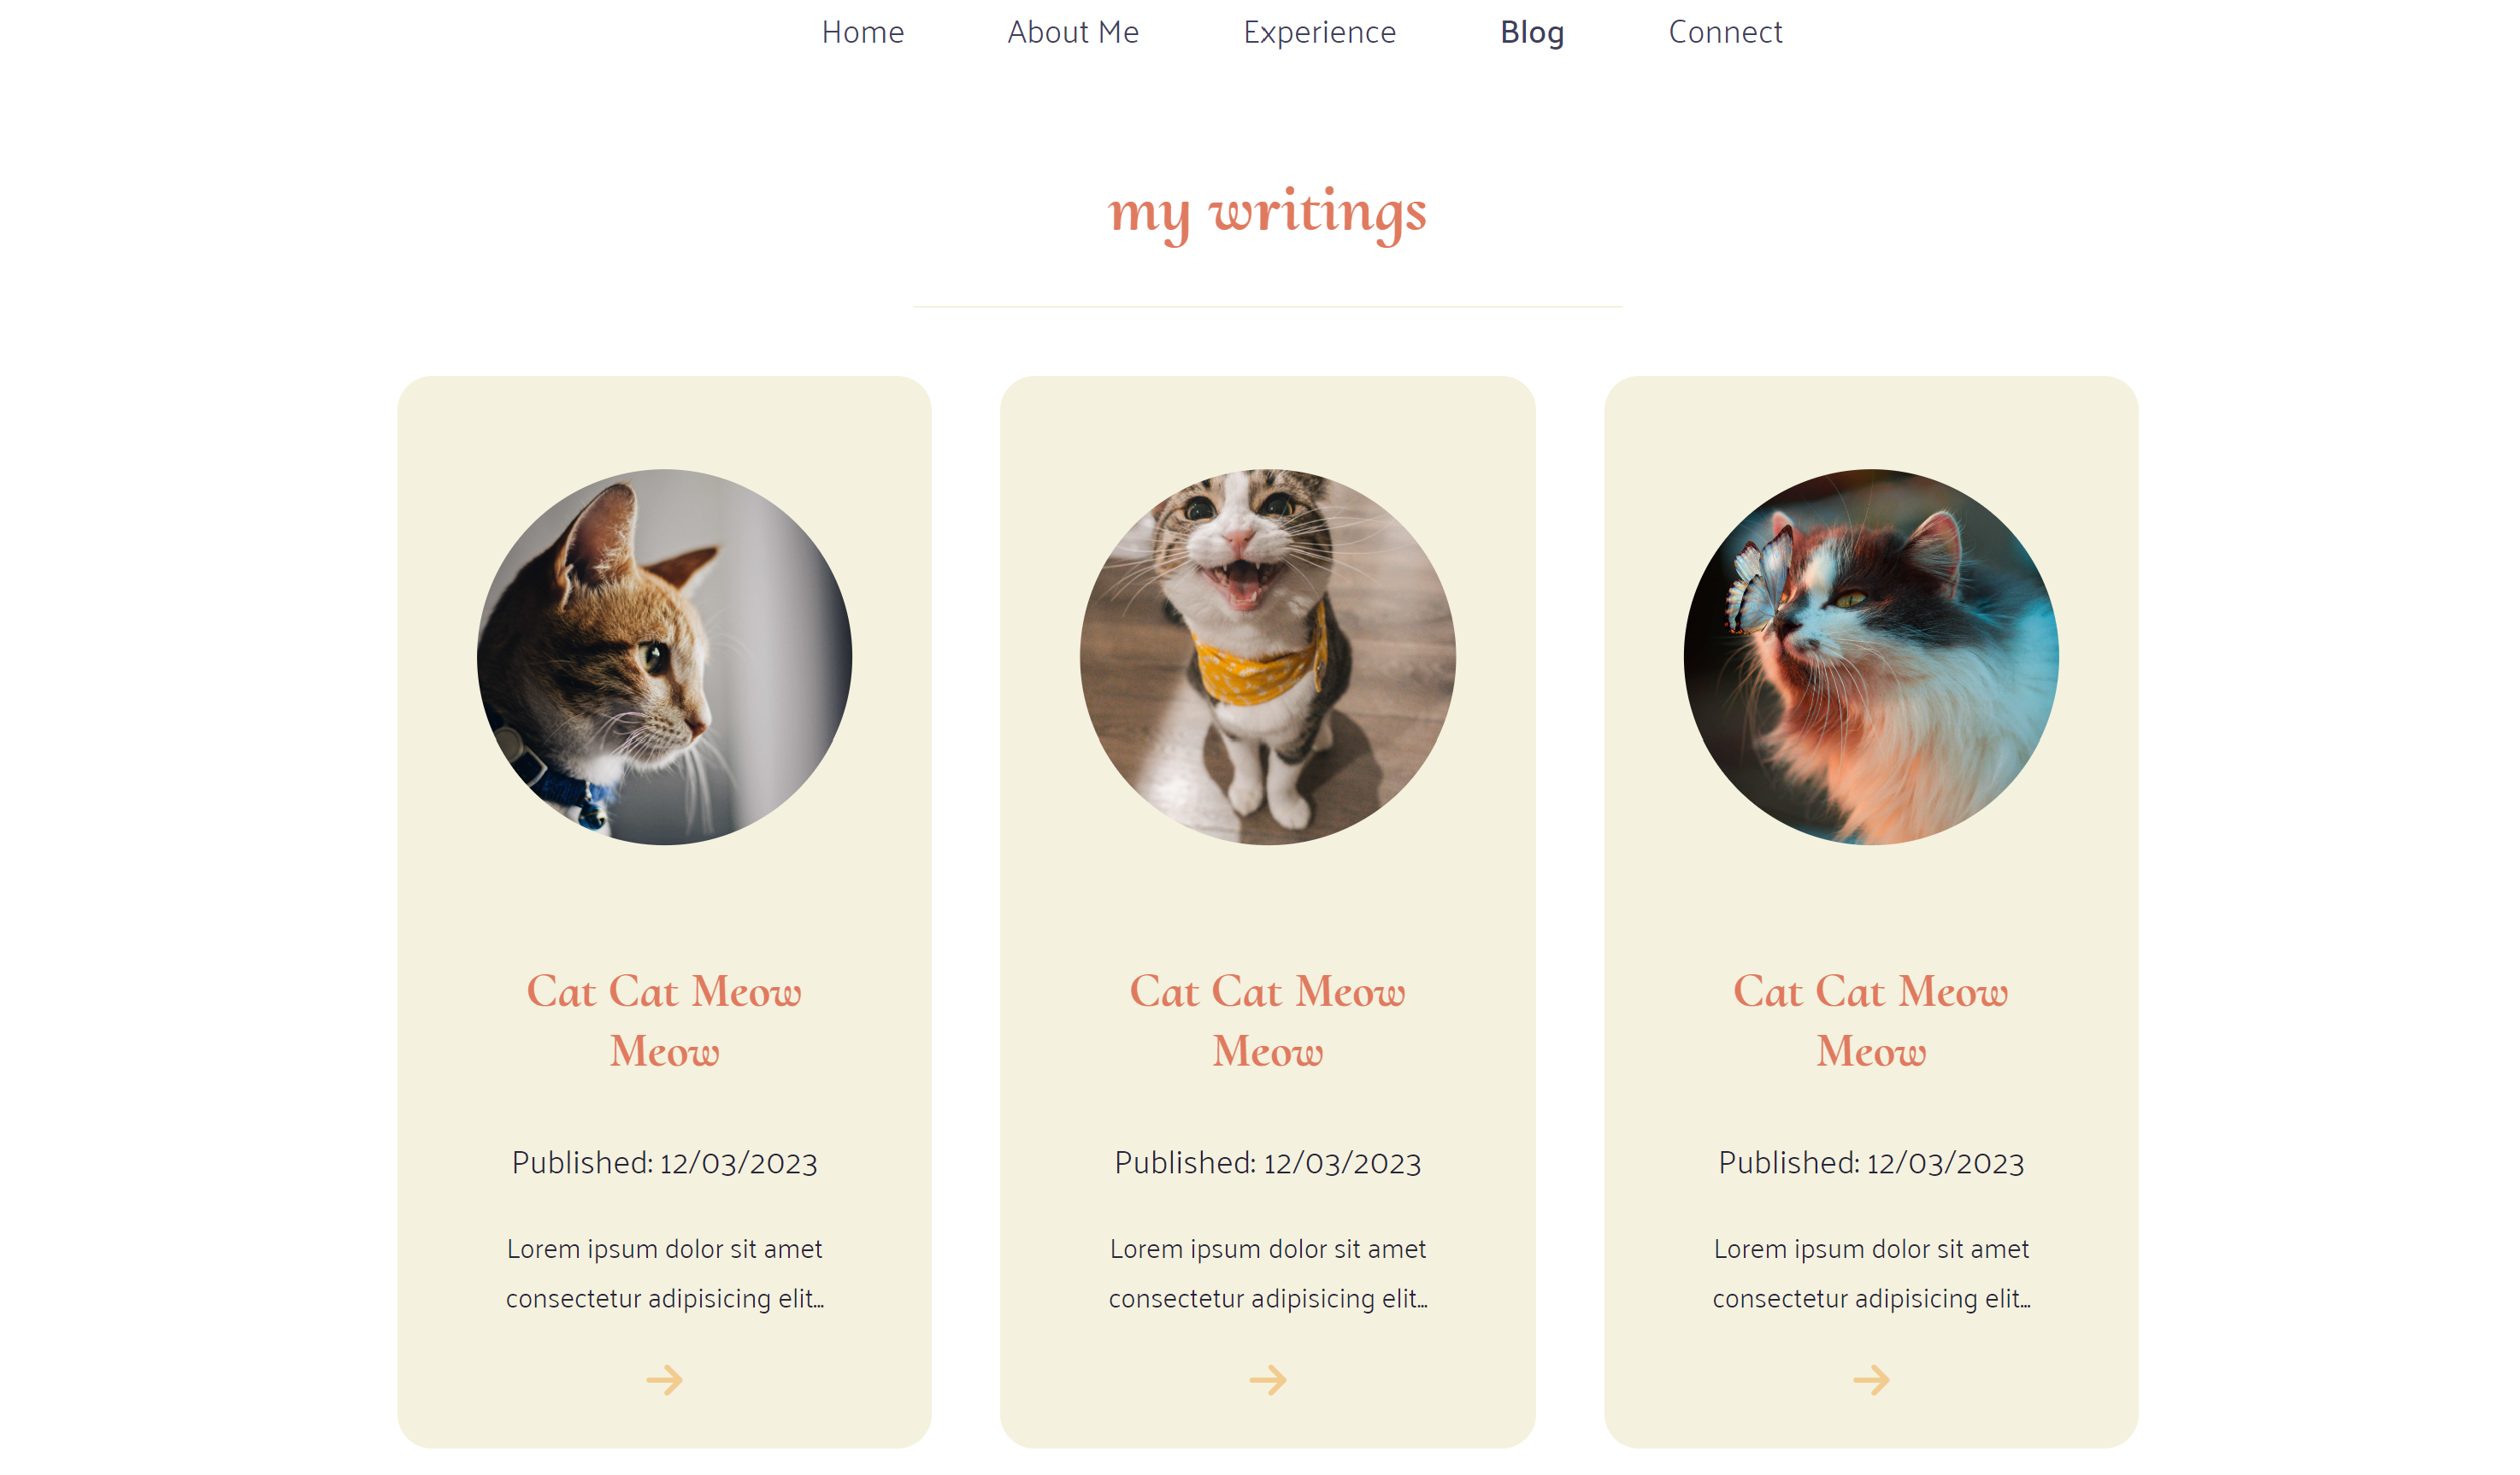 Home About Me Experience Blog Connect
my writings
Cat Cat Meow
Meow
Published: 12/03/2023
Lorem ipsum dolor sit amet
consectetur adipisicing elit...
Cat Cat Meow
Meow
Published: 12/03/2023
Lorem ipsum dolor sit amet
consectetur adipisicing elit...
Cat Cat Meow
Meow
Published: 12/03/2023
Lorem ipsum dolor sit amet
consectetur adipisicing elit...